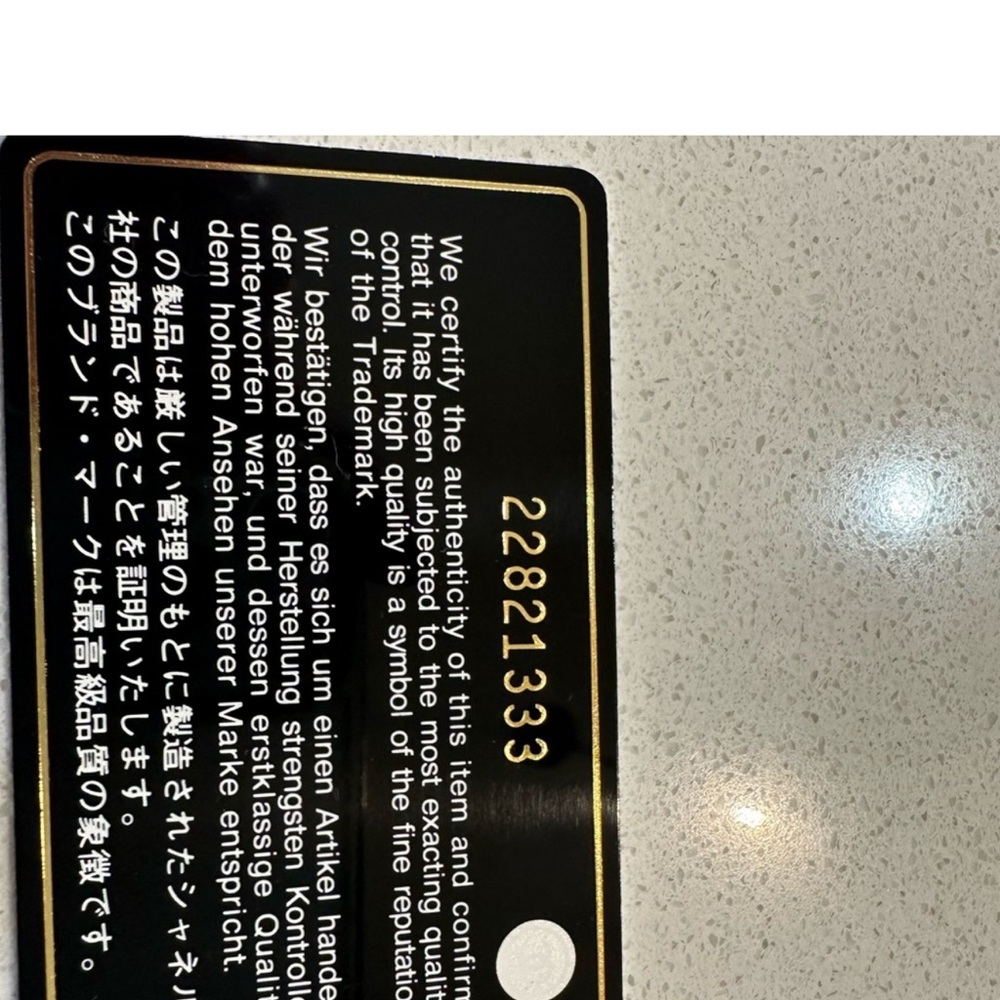 22821333
We certify the authenticity of this item and confirm
that it has been subjected to the most exacting
control. Its high quality is a symbol of the fine
of the Trademark.
Wir bestätigen, dass es sich um einen Artikel
der während seiner Herstellung strengsten
unterworfen war, und dessen erstklassige
dem hohen Ansehen unserer Marke entspricht.
この製品は厳しい管理のもとに製造されたシャネル
社の商品であることを証明いたします。
このブランド・マークは最高級品質の象徴です。